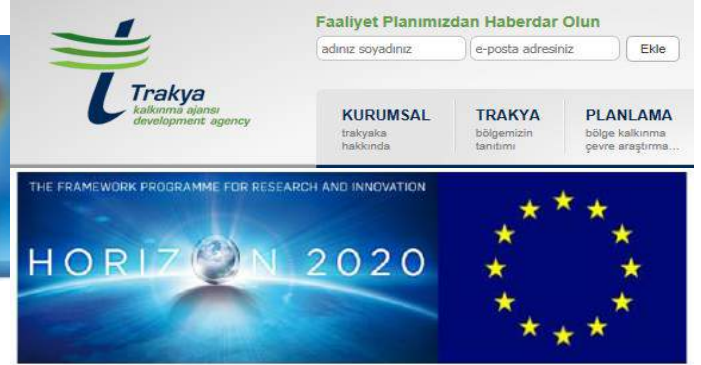 Faaliyet Planımızdan Haberdar Olun
adınız soyadınız e-posta adresiniz Ekle
Trakya
kalkınma ajansı
development agency
KURUMSAL TRAKYA PLANLAMA
trakyaka bölgemizin bölge kalkınma
hakkında tanıtımı çevre araştırma...
THE FRAMEWORK PROGRAMME FOR RESEARCH AND INNOVATION
HORIZON 2020